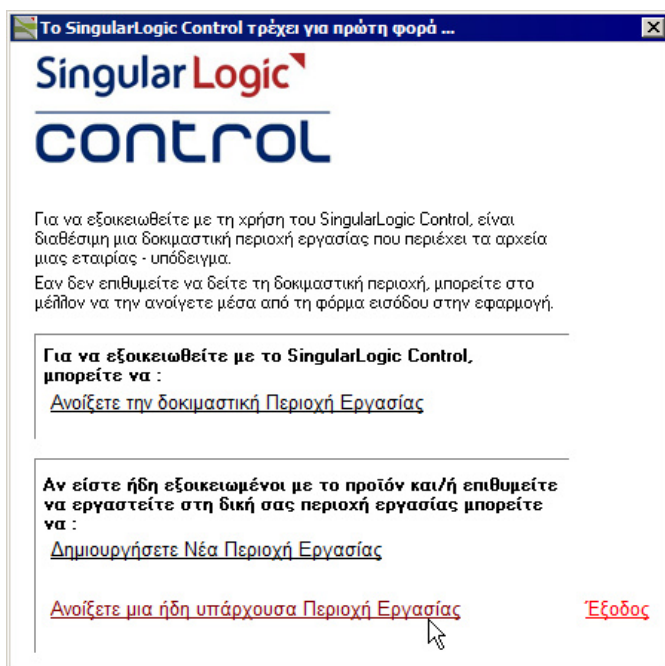 Το SingularLogic Control τρέχει για πρώτη φορά ...
SingularLogic
control
Για να εξοικειωθείτε με τη χρήση του SingularLogic Control, είναι
διαθέσιμη μια δοκιμαστική περιοχή εργασίας που περιέχει τα αρχεία
μιας εταιρίας - υπόδειγμα.
Εαν δεν επιθυμείτε να δείτε τη δοκιμαστική περιοχή, μπορείτε στο
μέλλον να την ανοίγετε μέσα από τη φόρμα εισόδου στην εφαρμογή.
Για να εξοικειωθείτε με το SingularLogic Control,
μπορείτε να :
Ανοίξετε την δοκιμαστική Περιοχή Εργασίας
Αν είστε ήδη εξοικειωμένοι με το προϊόν και/ή επιθυμείτε
να εργαστείτε στη δική σας περιοχή εργασίας μπορείτε
να :
Δημιουργήσετε Νέα Περιοχή Εργασίας
Ανοίξετε μια ήδη υπάρχουσα Περιοχή Εργασίας Έξοδος